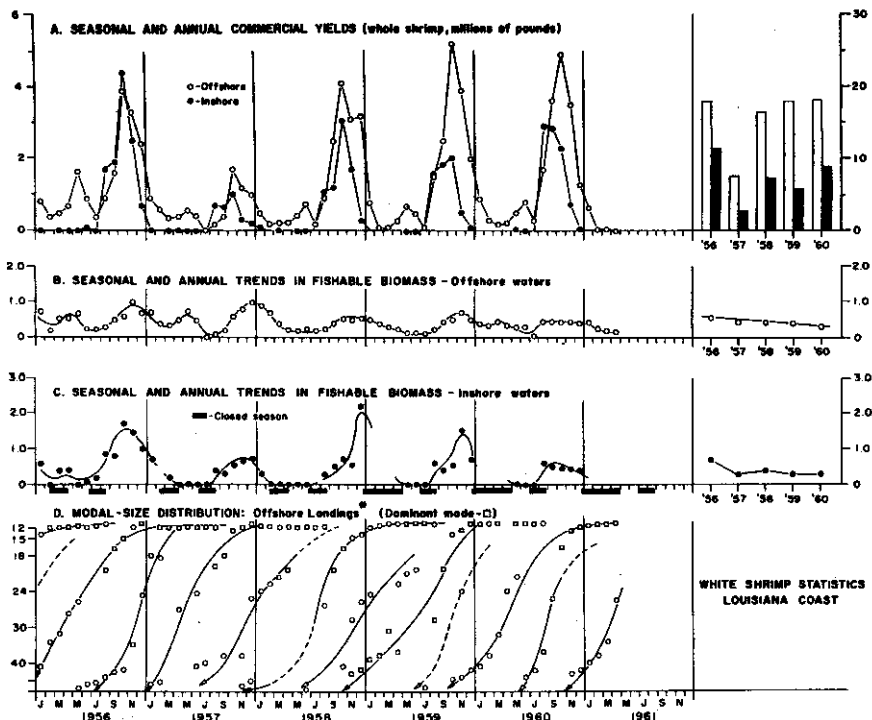 A. SEASONAL AND ANNUAL COMMERCIAL YIELDS (whole shrimp, millions of pounds)
6
4
2
0
o-Offshore
•-Inshore
30
20
10
0
'56 '57 '58 '59 '60
B. SEASONAL AND ANNUAL TRENDS IN FISHABLE BIOMASS - Offshore waters
2.0
1.0
0
2.0
1.0
0
'56 '57 '58 '59 '60
C. SEASONAL AND ANNUAL TRENDS IN FISHABLE BIOMASS - Inshore waters
3.0
2.0
1.0
0
-Closed season
3.0
2.0
1.0
0
'56 '57 '58 '59 '60
D. MODAL-SIZE DISTRIBUTION: Offshore Landings* (Dominant mode-□)
12
15
18
24
30
40
WHITE SHRIMP STATISTICS
LOUISIANA COAST
J M M J S N J M M J S N J M M J S N J M M J S N J M M J S N J M M J S N
1956 1957 1958 1959 1960 1961